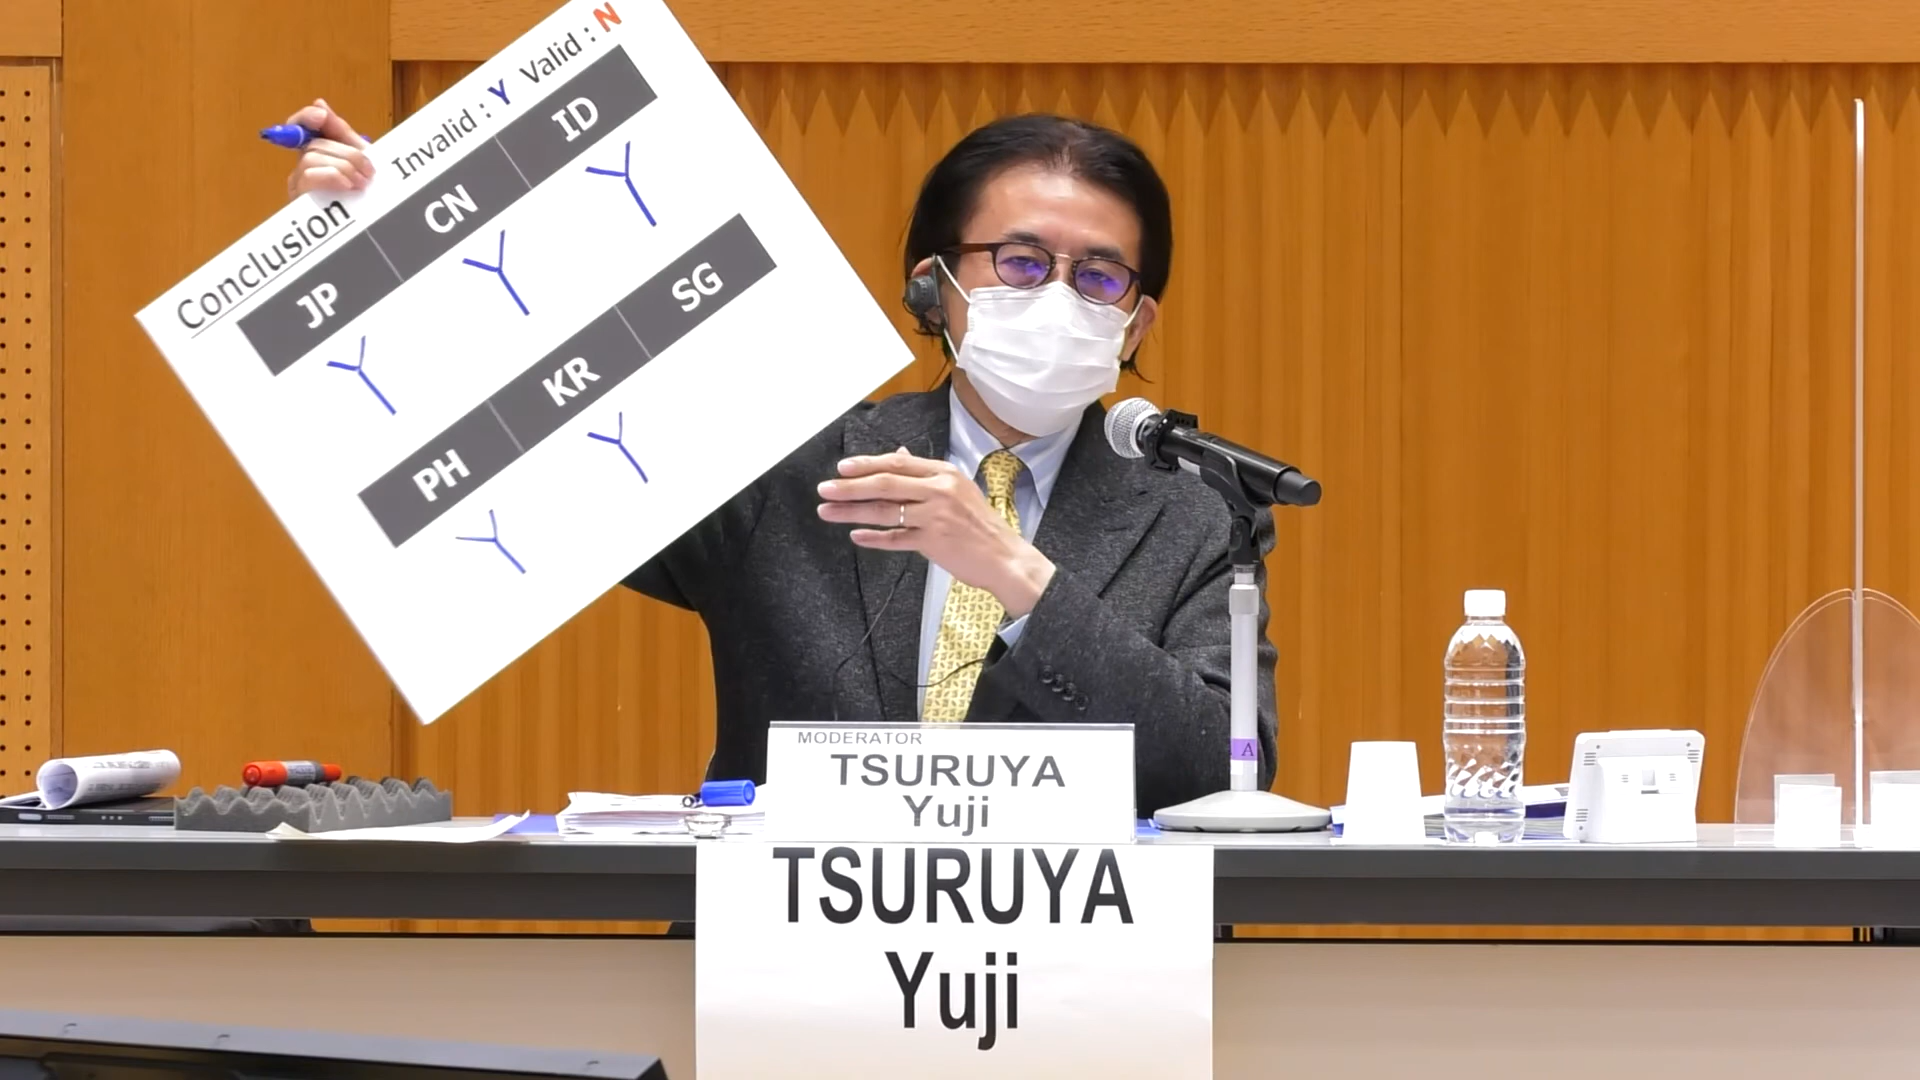 Conclusion Invalid : Y Valid : N
JP CN ID
Y Y Y
PH KR SG
Y Y
MODERATOR
TSURUYA
Yuji
A
TSURUYA
Yuji